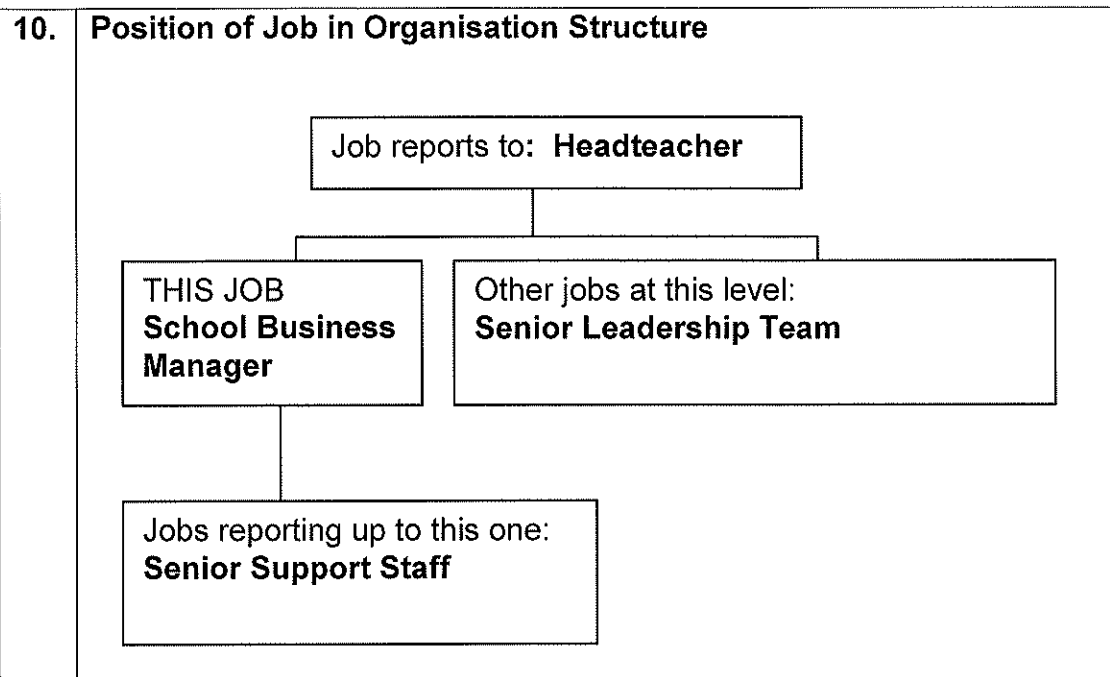 10. Position of Job in Organisation Structure
Job reports to: Headteacher
THIS JOB
School Business
Manager
Other jobs at this level:
Senior Leadership Team
Jobs reporting up to this one:
Senior Support Staff